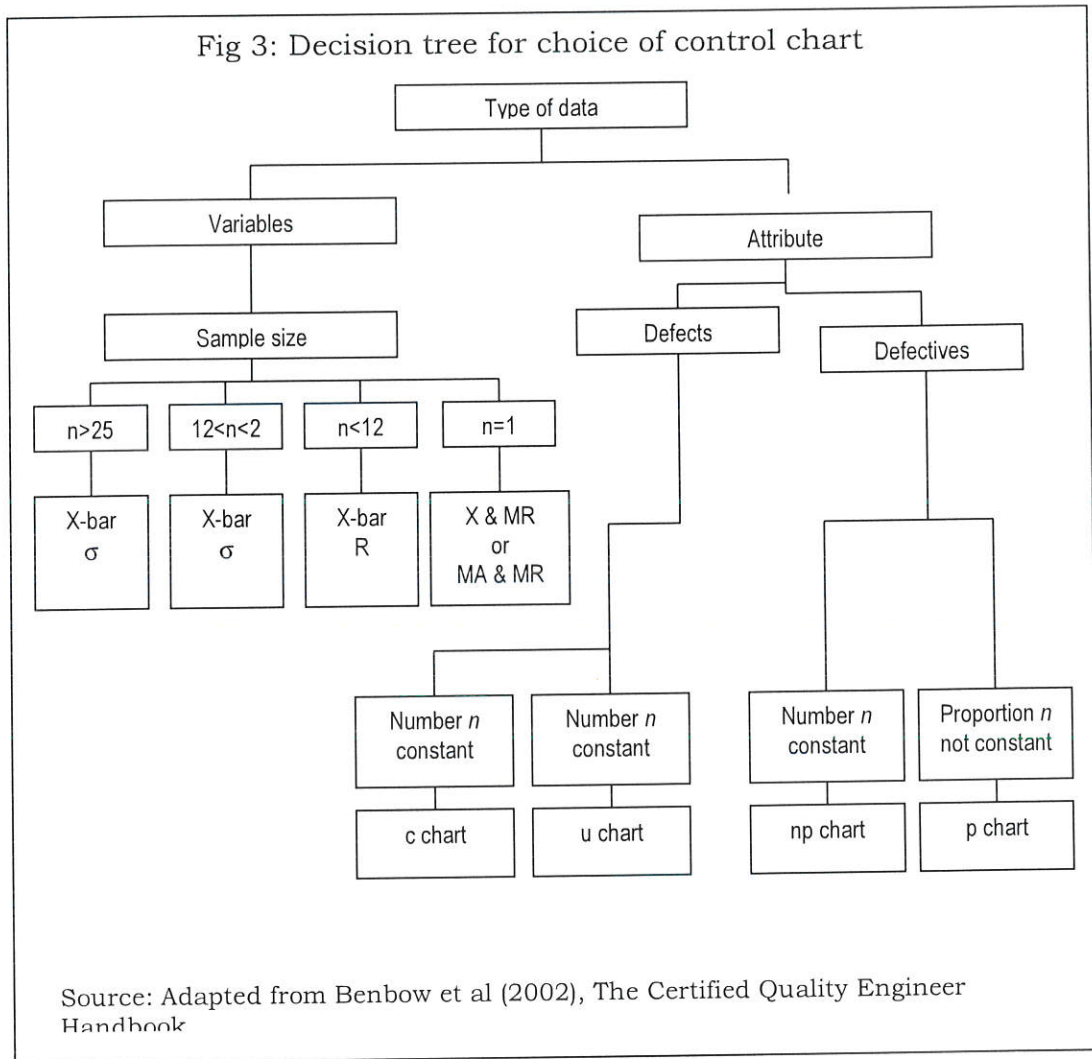 Fig 3: Decision tree for choice of control chart
Type of data
Variables
Attribute
Sample size
Defects
Defectives
n>25
12<n<2
n<12
n=1
X-bar
σ
X-bar
σ
X-bar
R
X & MR
or
MA & MR
Number n
constant
Number n
constant
Number n
constant
Proportion n
not constant
c chart
u chart
np chart
p chart
Source: Adapted from Benbow et al (2002), The Certified Quality Engineer
Handbook